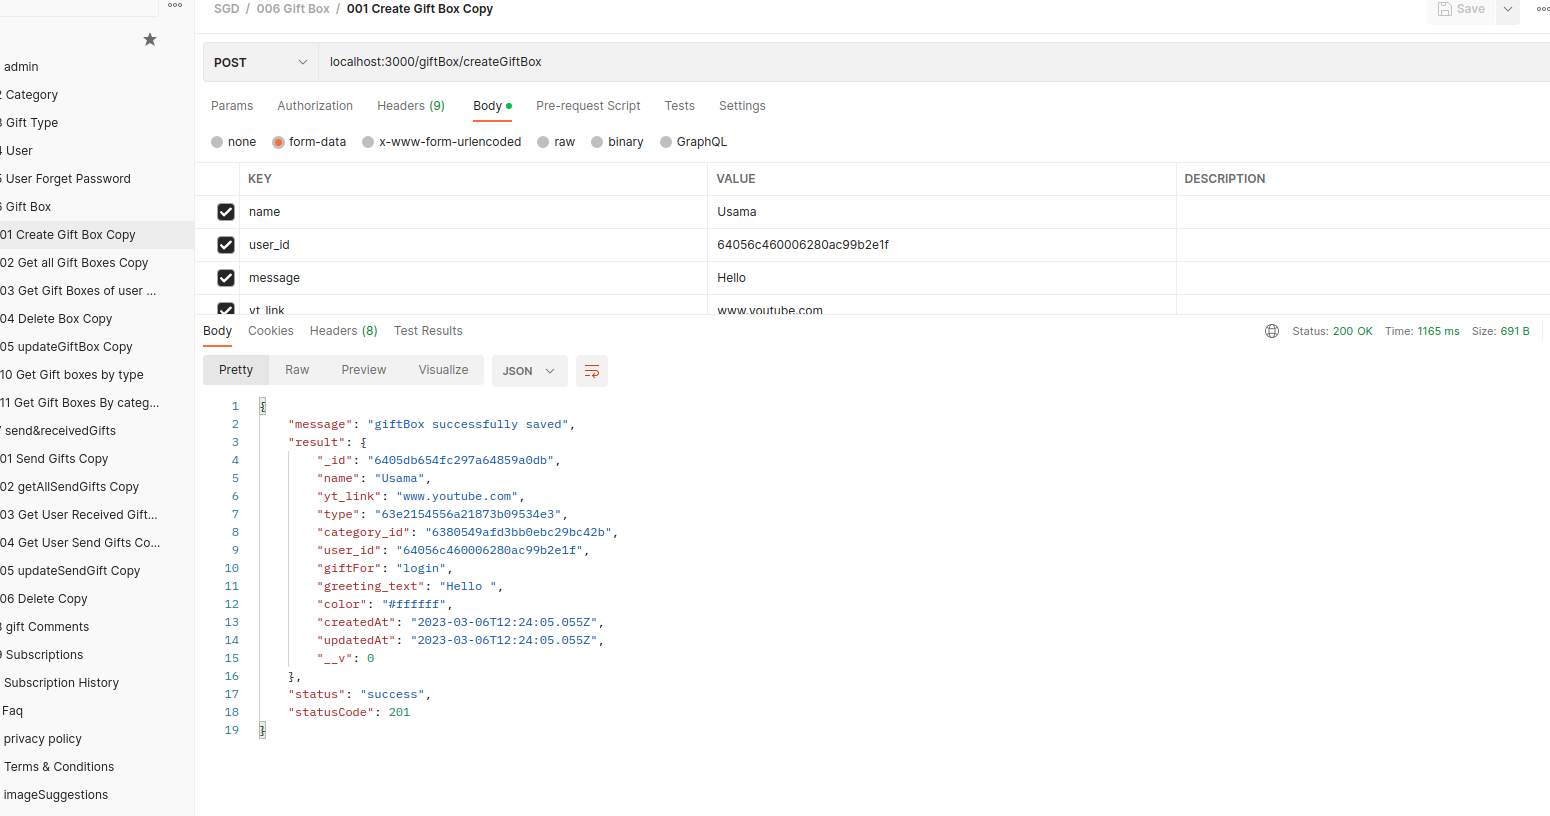 SGD / 006 Gift Box / 001 Create Gift Box Copy
Save
POST
localhost:3000/giftBox/createGiftBox
Params Authorization Headers (9) Body Pre-request Script Tests Settings
none form-data x-www-form-urlencoded raw binary GraphQL
KEY VALUE DESCRIPTION
name Usama
user_id 64056c460006280ac99b2e1f
message Hello
yt_link www.youtube.com
Body Cookies Headers (8) Test Results
Status: 200 OK Time: 1165 ms Size: 691 B
Pretty Raw Preview Visualize JSON
1 {
2 "message": "giftBox successfully saved",
3 "result": {
4 "_id": "6405db654fc297a64859a0db",
5 "name": "Usama",
6 "yt_link": "www.youtube.com",
7 "type": "63e2154556a21873b09534e3",
8 "category_id": "6380549afd3bb0ebc29bc42b",
9 "user_id": "64056c460006280ac99b2e1f",
10 "giftFor": "login",
11 "greeting_text": "Hello ",
12 "color": "#ffffff",
13 "createdAt": "2023-03-06T12:24:05.055Z",
14 "updatedAt": "2023-03-06T12:24:05.055Z",
15 "__v": 0
16 },
17 "status": "success",
18 "statusCode": 201
19 }
admin
2 Category
3 Gift Type
4 User
5 User Forget Password
6 Gift Box
01 Create Gift Box Copy
02 Get all Gift Boxes Copy
03 Get Gift Boxes of user ...
04 Delete Box Copy
05 updateGiftBox Copy
10 Get Gift boxes by type
11 Get Gift Boxes By categ...
send&receivedGifts
01 Send Gifts Copy
02 getAllSendGifts Copy
03 Get User Received Gift...
04 Get User Send Gifts Co...
05 updateSendGift Copy
06 Delete Copy
gift Comments
9 Subscriptions
Subscription History
Faq
privacy policy
Terms & Conditions
imageSuggestions